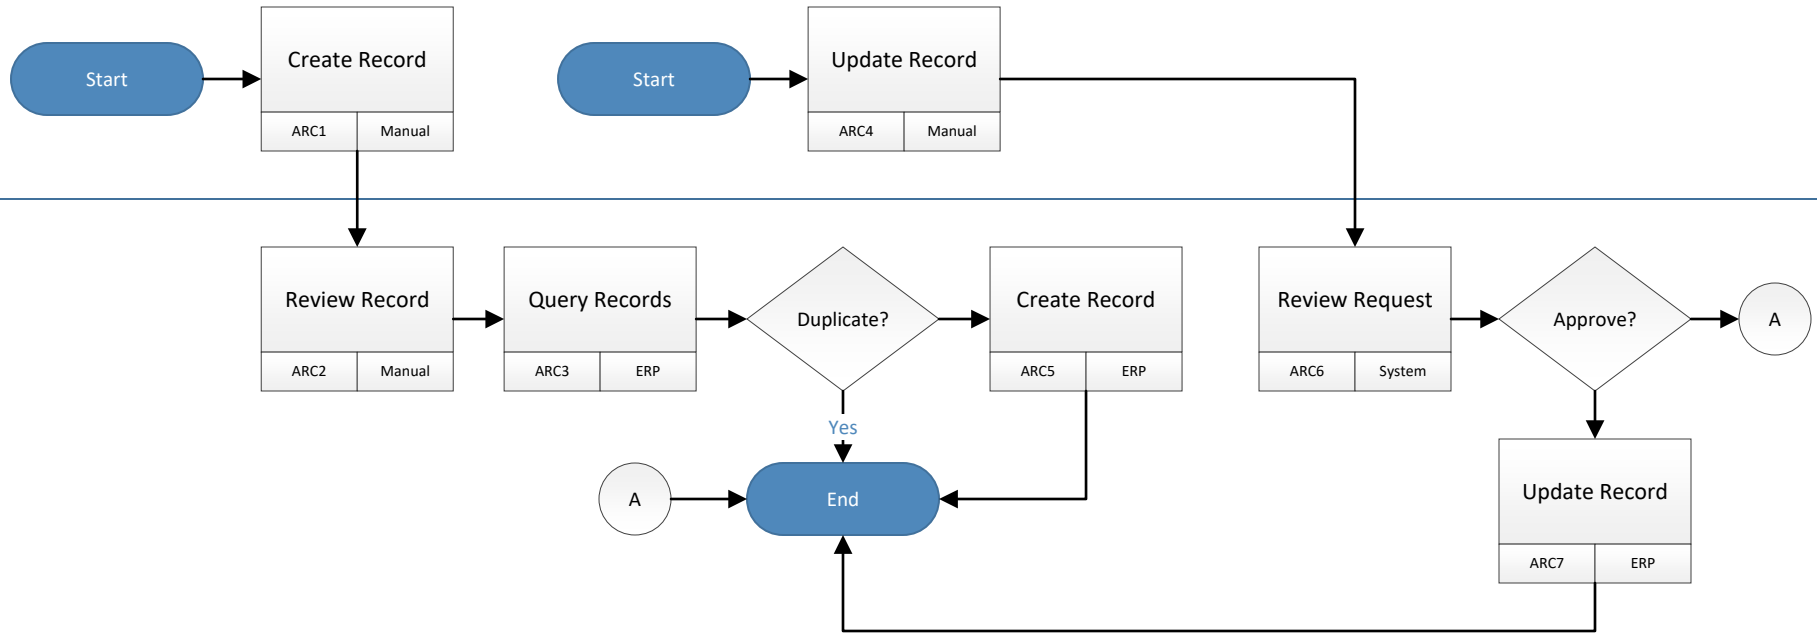 Start
Create Record
ARC1 Manual
Start
Update Record
ARC4 Manual
Review Record
ARC2 Manual
Query Records
ARC3 ERP
Duplicate?
Yes
Create Record
ARC5 ERP
Review Request
ARC6 System
Approve?
A
A
End
Update Record
ARC7 ERP